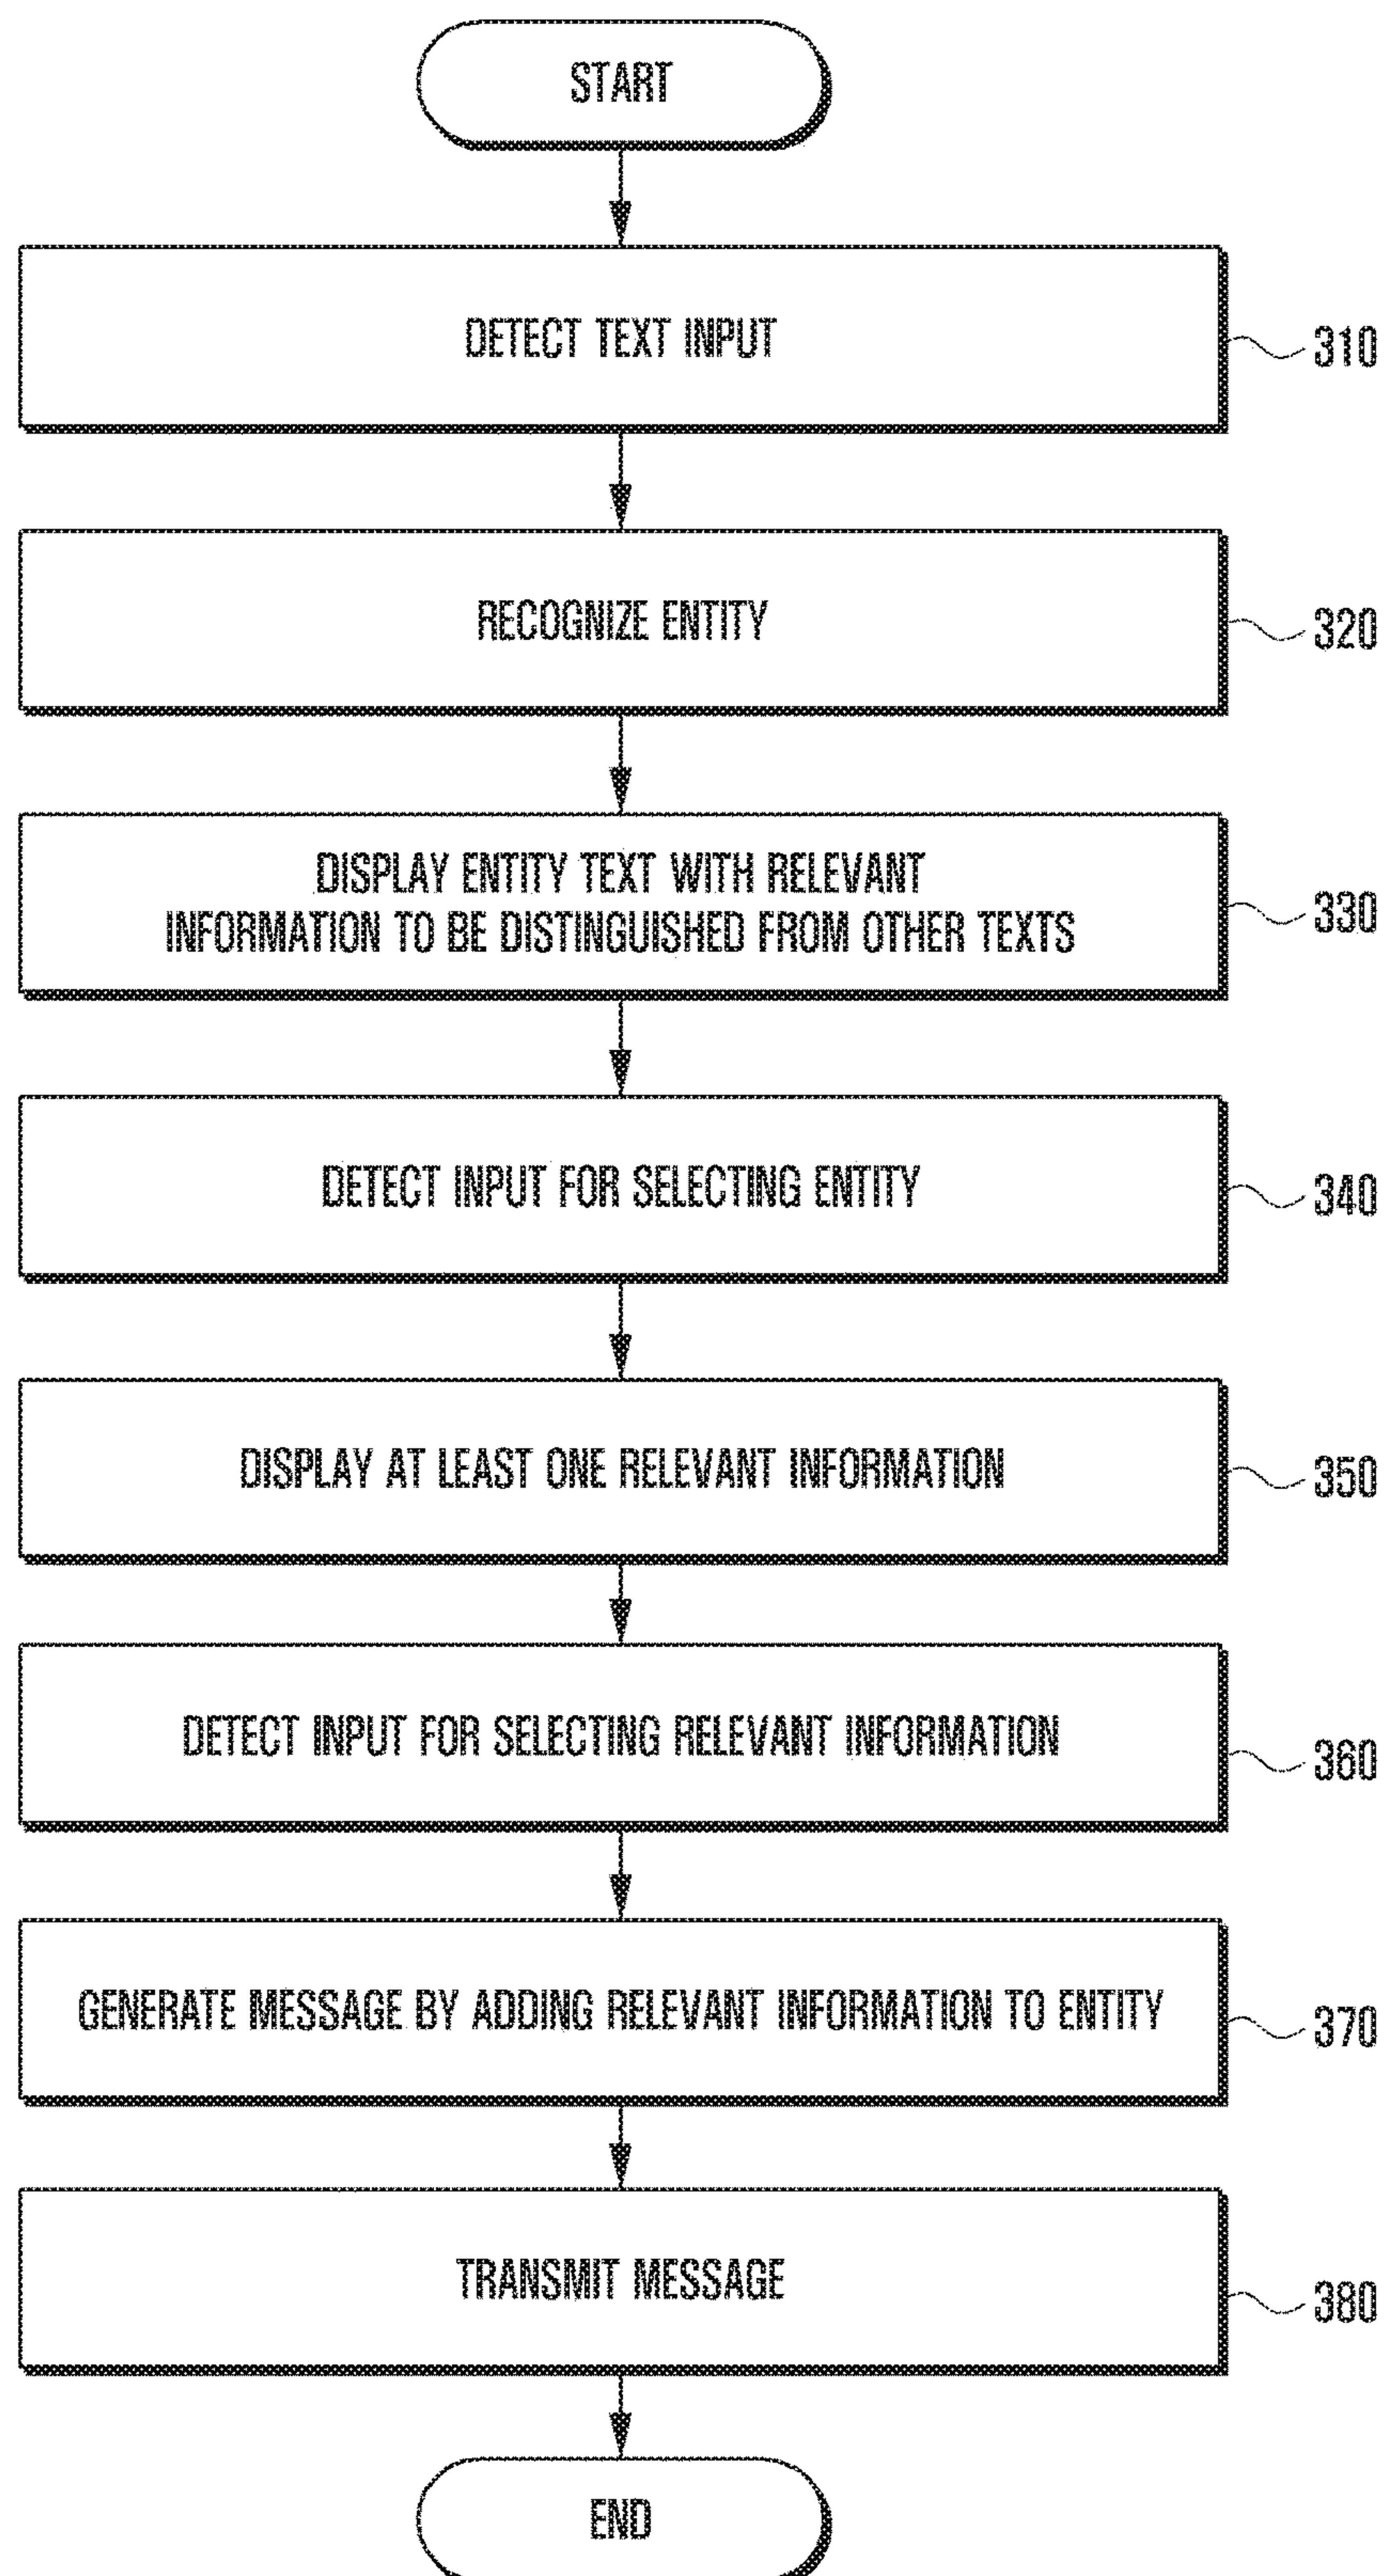 START
DETECT TEXT INPUT
310
RECOGNIZE ENTITY
320
DISPLAY ENTITY TEXT WITH RELEVANT
INFORMATION TO BE DISTINGUISHED FROM OTHER TEXTS
330
DETECT INPUT FOR SELECTING ENTITY
340
DISPLAY AT LEAST ONE RELEVANT INFORMATION
350
DETECT INPUT FOR SELECTING RELEVANT INFORMATION
360
GENERATE MESSAGE BY ADDING RELEVANT INFORMATION TO ENTITY
370
TRANSMIT MESSAGE
380
END